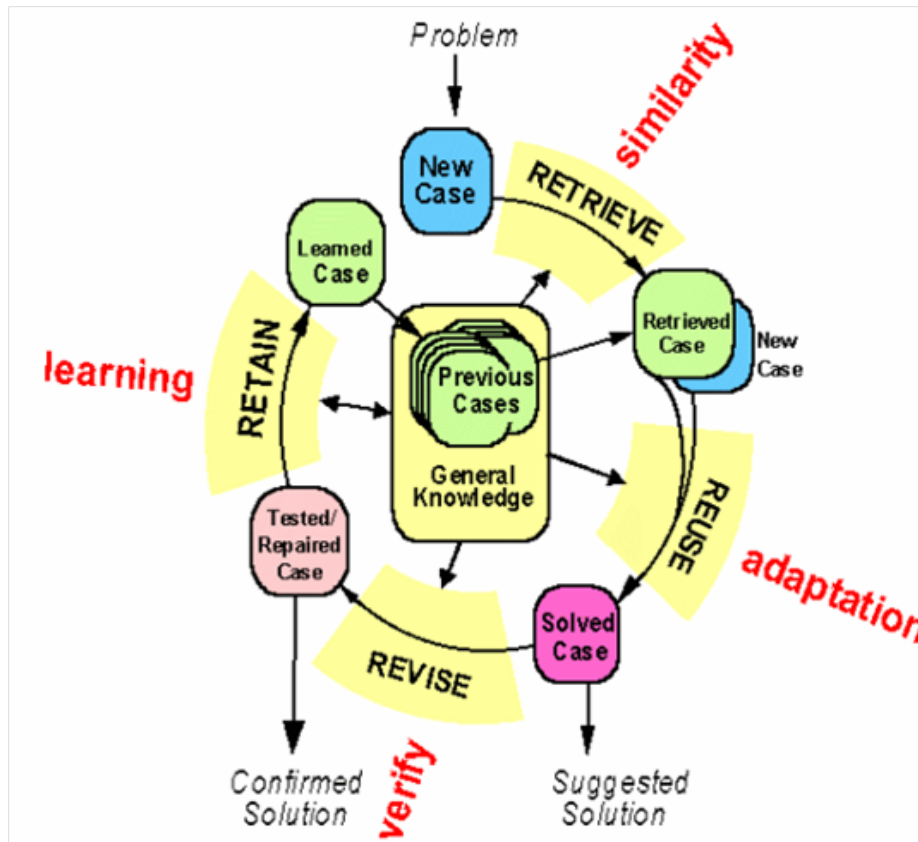 Problem
similarity
New
Case
RETRIEVE
Learned
Case
Retrieved
Case
New
Case
Previous
Cases
learning
RETAIN
General
Knowledge
REUSE
adaptation
Tested/
Repaired
Case
Solved
Case
REVISE
verify
Confirmed
Solution
Suggested
Solution